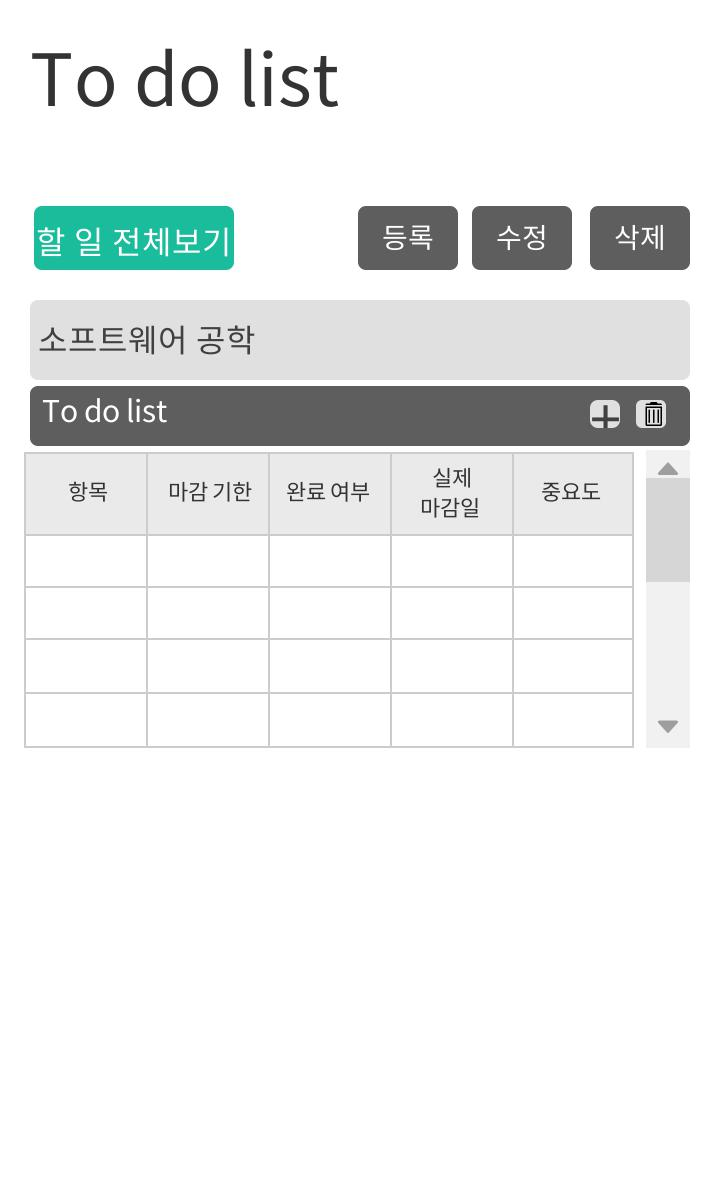 To do list
할 일 전체보기
등록
수정
삭제
소프트웨어 공학
To do list
항목
마감 기한
완료 여부
실제
마감일
중요도